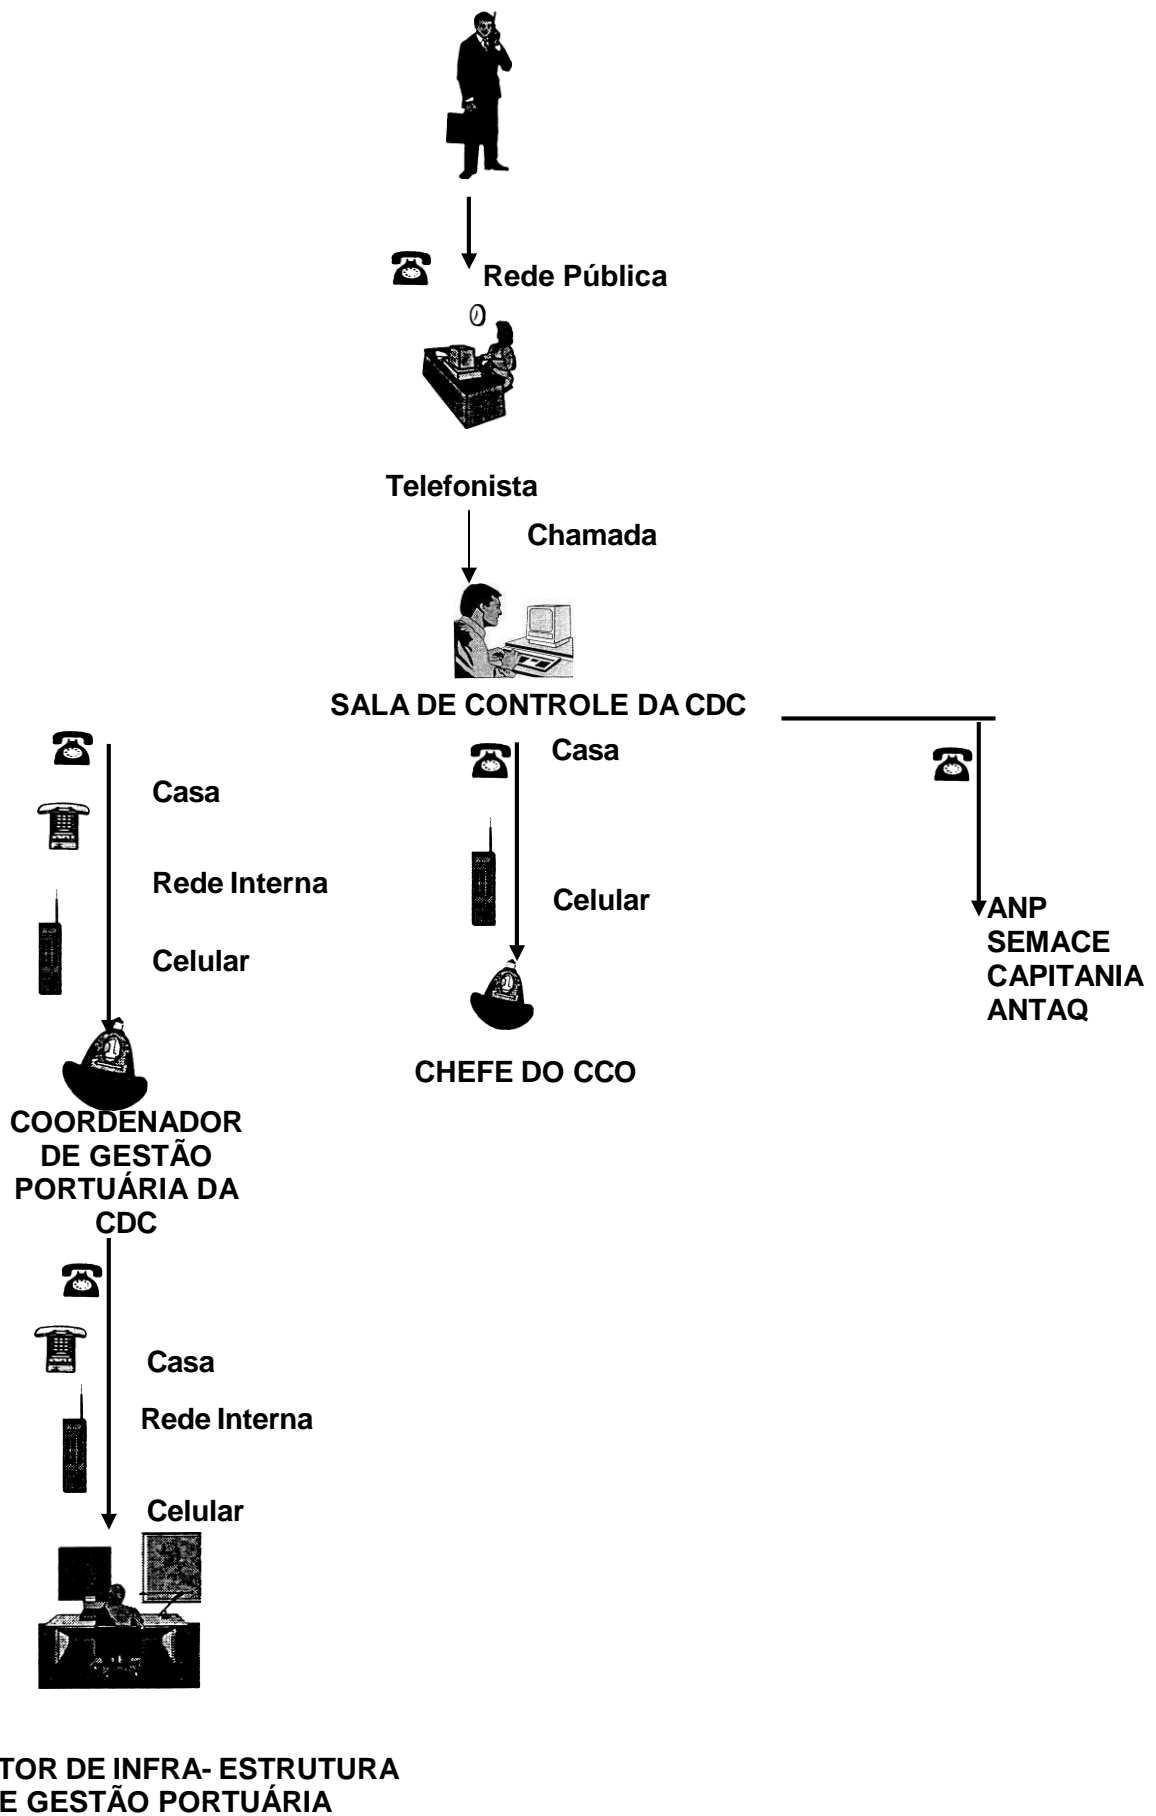 Rede Pública
Telefonista
Chamada
SALA DE CONTROLE DA CDC
Casa
Rede Interna
Celular
COORDENADOR
DE GESTÃO
PORTUÁRIA DA
CDC
Casa
Celular
CHEFE DO CCO
ANP
SEMACE
CAPITANIA
ANTAQ
Casa
Rede Interna
Celular
TOR DE INFRA- ESTRUTURA
E GESTÃO PORTUÁRIA